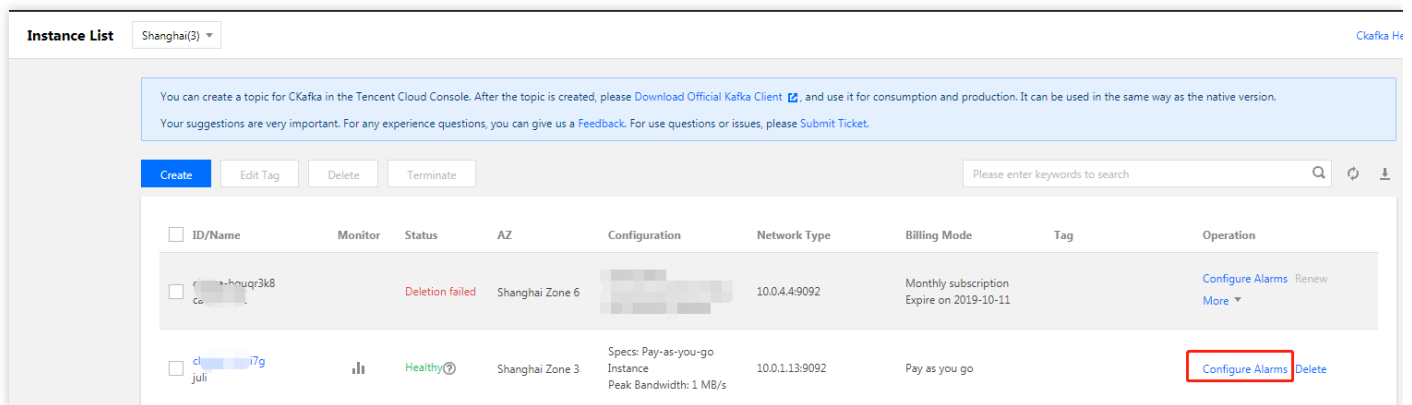 Instance List
Shanghai(3)
Ckafka He
You can create a topic for CKafka in the Tencent Cloud Console. After the topic is created, please Download Official Kafka Client , and use it for consumption and production. It can be used in the same way as the native version.
Your suggestions are very important. For any experience questions, you can give us a Feedback. For use questions or issues, please Submit Ticket.
Create Edit Tag Delete Terminate
Please enter keywords to search
ID/Name Monitor Status AZ Configuration Network Type Billing Mode Tag Operation
Deletion failed
Shanghai Zone 6
10.0.4.4:9092
Monthly subscription
Expire on 2019-10-11
Configure Alarms Renew
More
juli
Healthy
Shanghai Zone 3
Specs: Pay-as-you-go
Instance
Peak Bandwidth: 1 MB/s
10.0.1.13:9092
Pay as you go
Configure Alarms Delete